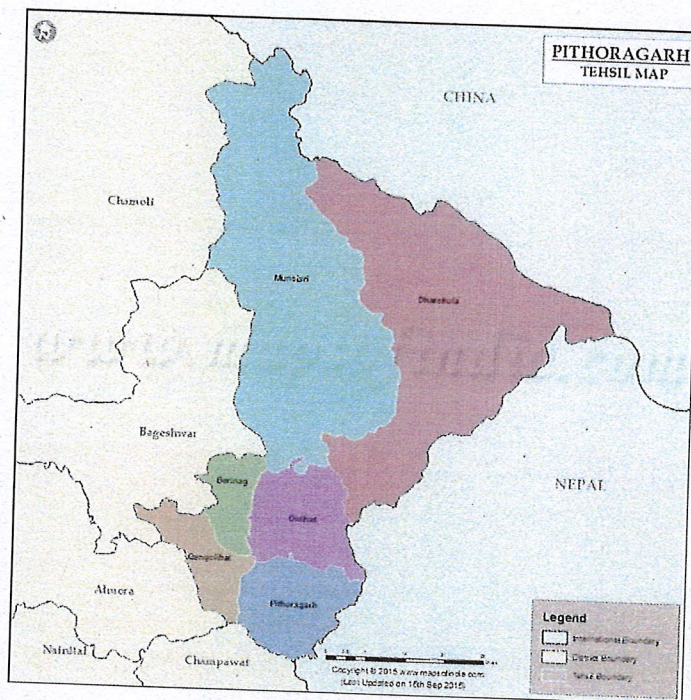 N
PITHORAGARH
TEHSIL MAP
CHINA
Chamoli
Munsiari
Dharchula
Bageshwar
Berinag
Didihat
NEPAL
Gangolihat
Almora
Pithoragarh
Nainital
Champawat
Legend
International Boundary
District Boundary
Tehsil Boundary
Copyright © 2015 www.mapsofindia.com
(Last Updated on 16th Sep 2015)